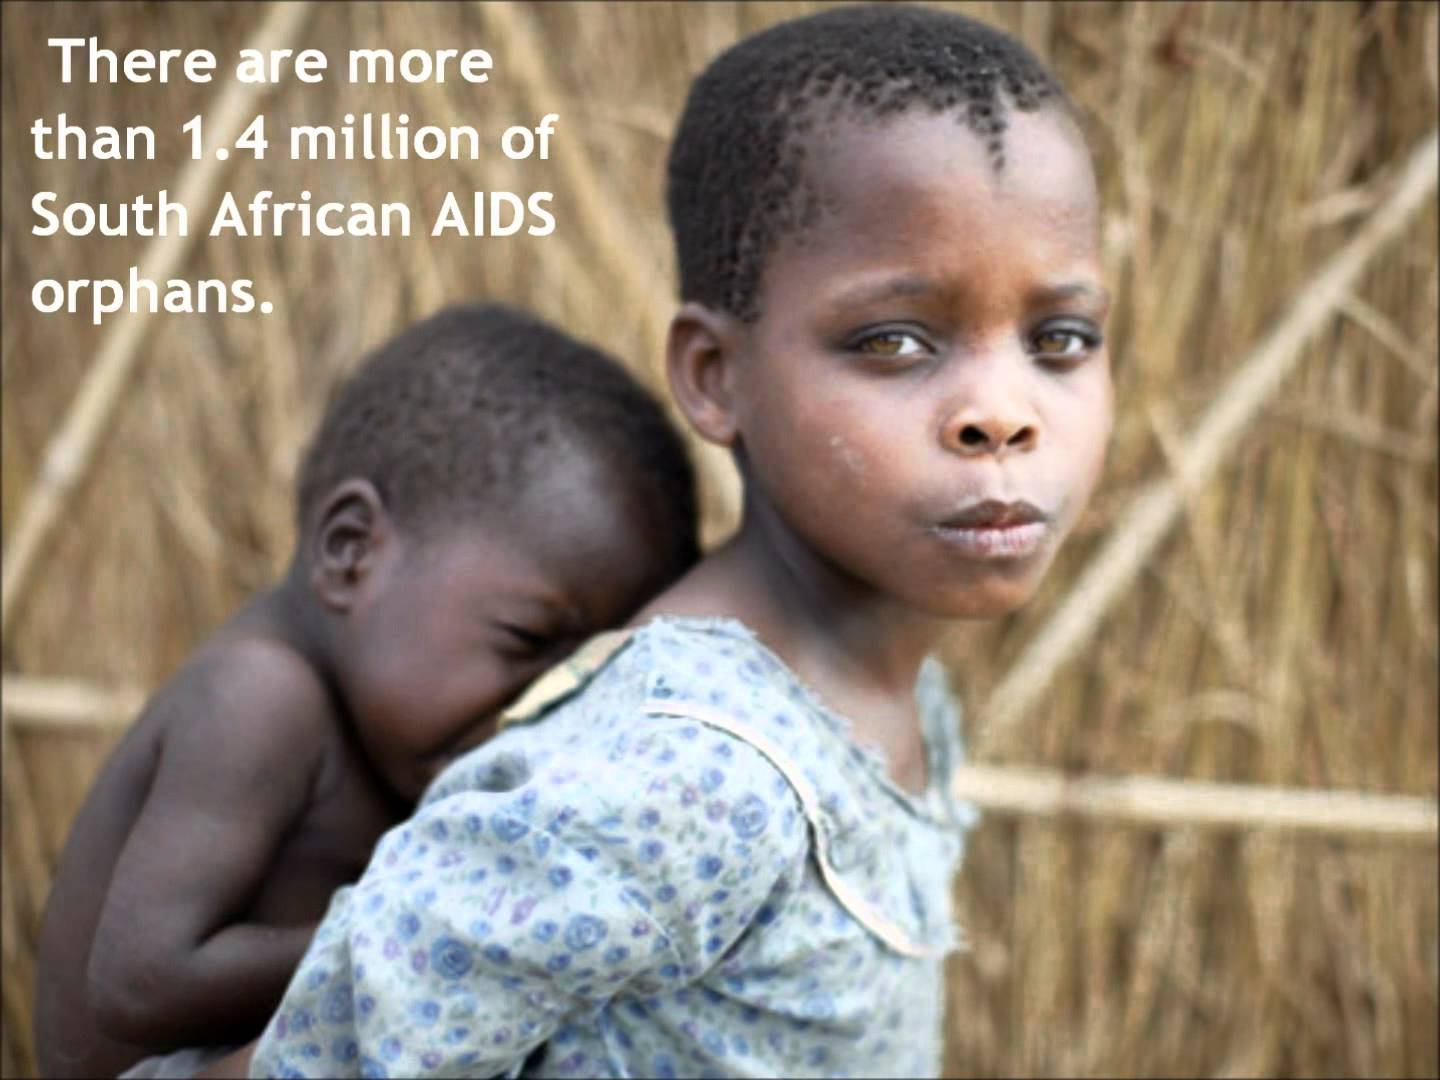 There are more
than 1.4 million of
South African AIDS
orphans.